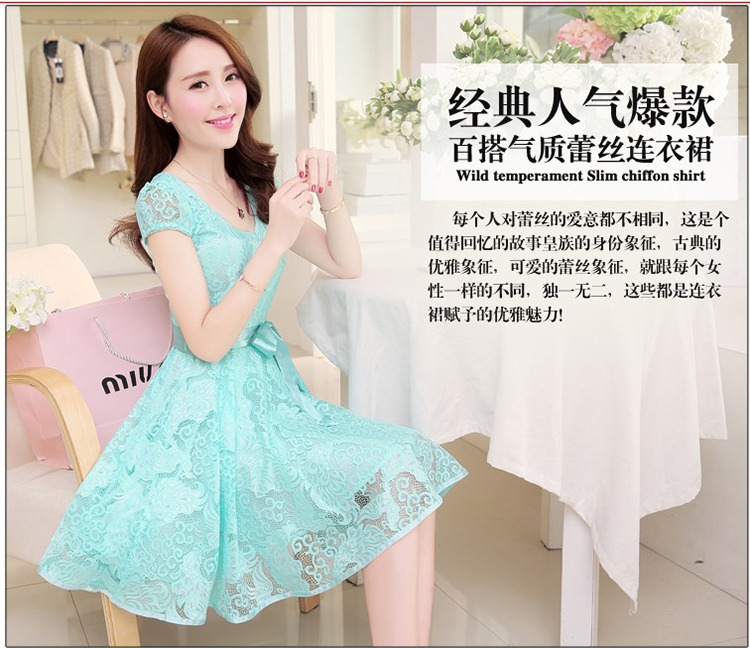 经典人气爆款
百搭气质蕾丝连衣裙
Wild temperament Slim chiffon shirt
每个人对蕾丝的爱意都不相同，这是个
值得回忆的故事皇族的身份象征，古典的
优雅象征，可爱的蕾丝象征，就跟每个女
性一样的不同，独一无二，这些都是连衣
裙赋予的优雅魅力!